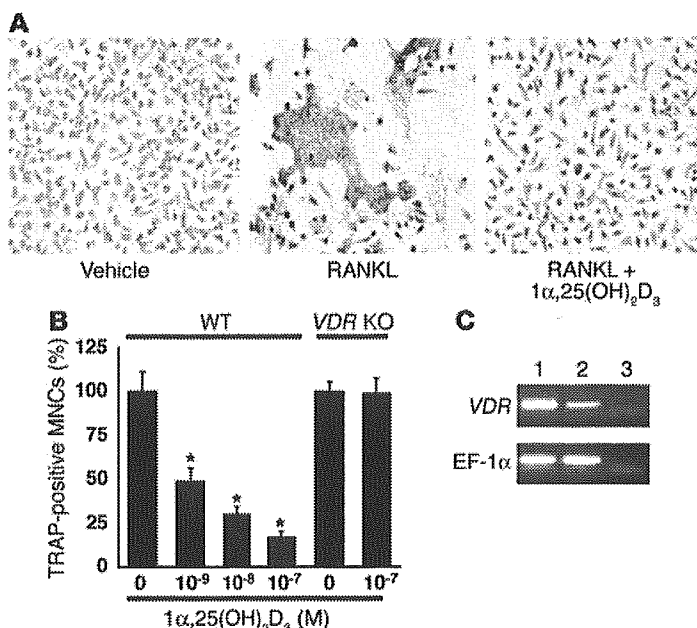 A
Vehicle
RANKL
RANKL +
1α,25(OH)₂D₃
B
WT
VDR KO
TRAP-positive MNCs (%)
125
100
75
50
25
0
* * *
0 10⁻⁹ 10⁻⁸ 10⁻⁷ 0 10⁻⁷
1α,25(OH)₂D₃ (M)
C
1 2 3
VDR
EF-1α